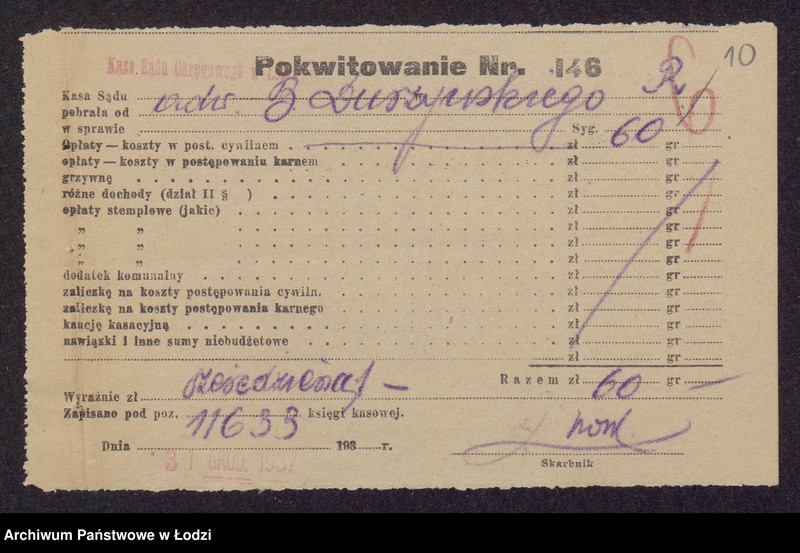 10
Kasa Sądu Okręgowego
Pokwitowanie Nr. 146
Kasa Sądu
pobrała od adw. B Duszyńskiego
w sprawie Syg.
Opłaty — koszty w post. cywilnem zł 60 gr
opłaty — koszty w postępowaniu karnem zł gr
grzywnę zł gr
różne dochody (dział II § ) zł gr
opłaty stemplowe (jakie) zł gr
„ „ zł gr
„ „ zł gr
„ „ zł gr
dodatek komunalny zł gr
zaliczkę na koszty postępowania cywiln. zł gr
zaliczkę na koszty postępowania karnego zł gr
kaucję kasacyjną zł gr
nawiązki i inne sumy niebudżetowe zł gr
zł gr
Razem zł 60 gr —
Wyraźnie zł sześćdziesiąt —
Zapisano pod poz. 11633 księgi kasowej.
Dnia 193 r.
31 GRUD. 1937
Skarbnik
Archiwum Państwowe w Łodzi